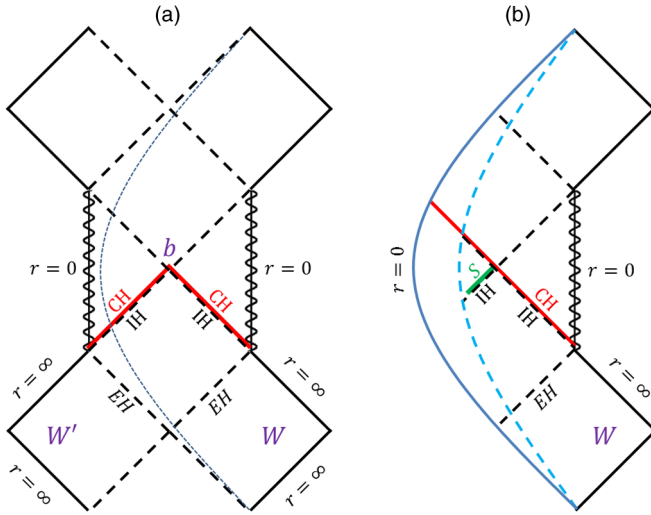 (a)
(b)
b
CH
CH
IH
IH
r = 0
r = 0
EH
EH
r = ∞
r = ∞
W′
W
r = ∞
r = ∞
r = 0
S
IH
CH
IH
r = 0
EH
r = ∞
W
r = ∞